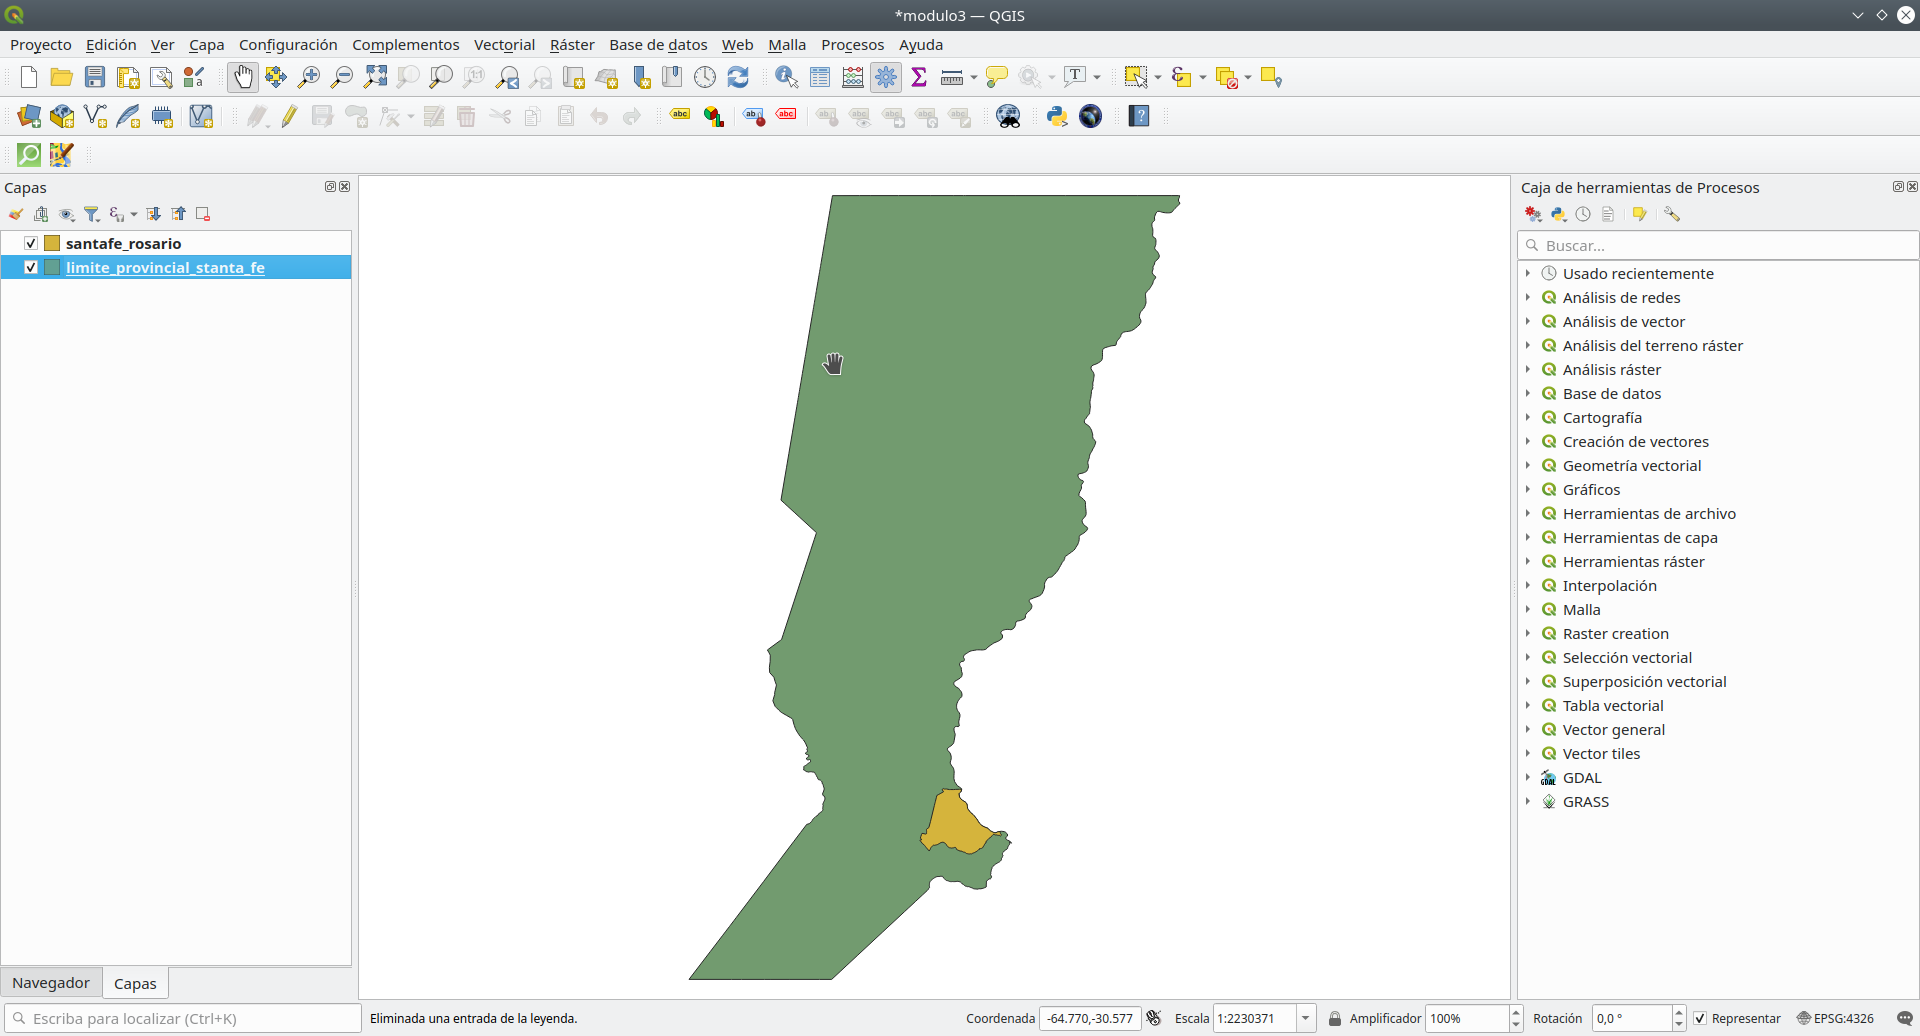 *modulo3 — QGIS
Proyecto Edición Ver Capa Configuración Complementos Vectorial Ráster Base de datos Web Malla Procesos Ayuda
1:1
T
abc abc abc
?
Capas
santafe_rosario
limite_provincial_stanta_fe
Navegador Capas
Caja de herramientas de Procesos
Buscar...
Usado recientemente
Análisis de redes
Análisis de vector
Análisis del terreno ráster
Análisis ráster
Base de datos
Cartografía
Creación de vectores
Geometría vectorial
Gráficos
Herramientas de archivo
Herramientas de capa
Herramientas ráster
Interpolación
Malla
Raster creation
Selección vectorial
Superposición vectorial
Tabla vectorial
Vector general
Vector tiles
GDAL
GRASS
Escriba para localizar (Ctrl+K) Eliminada una entrada de la leyenda. Coordenada -64.770,-30.577 Escala 1:2230371 Amplificador 100% Rotación 0,0 ° Representar EPSG:4326